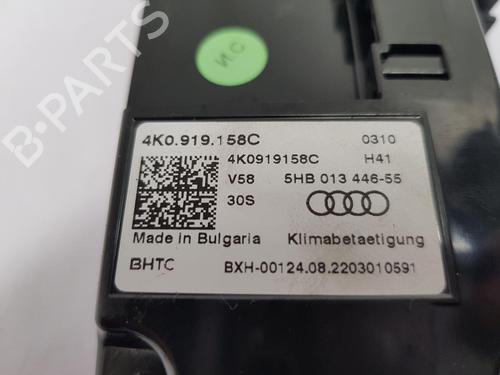 N.C
B-PARTS
4K0.919.158C 0310
4K0919158C H41
V58 5HB 013 446-55
30S
Made in Bulgaria Klimabetaetigung
BHTC BXH-00124.08.2203010591